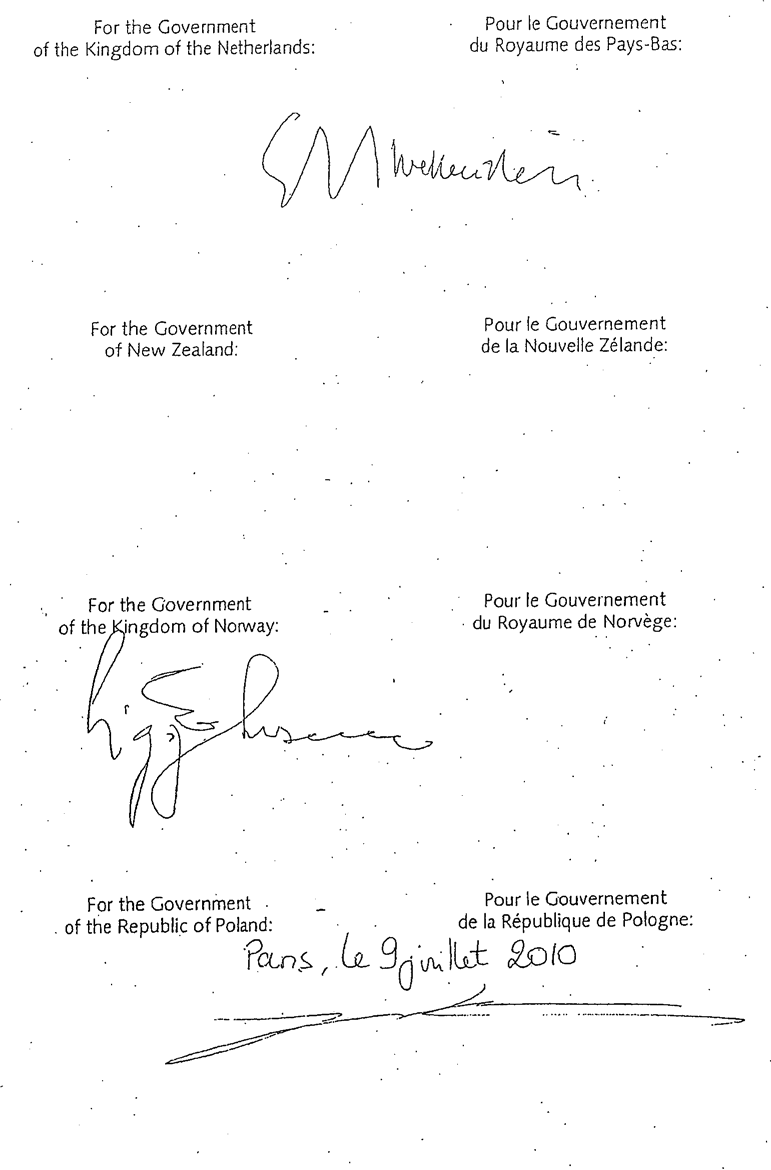 For the Government
of the Kingdom of the Netherlands:
Pour le Gouvernement
du Royaume des Pays-Bas:
For the Government
of New Zealand:
Pour le Gouvernement
de la Nouvelle Zélande:
For the Government
of the Kingdom of Norway:
Pour le Gouvernement
du Royaume de Norvège:
For the Government
of the Republic of Poland:
Pour le Gouvernement
de la République de Pologne:
Paris, le 9 juillet 2010